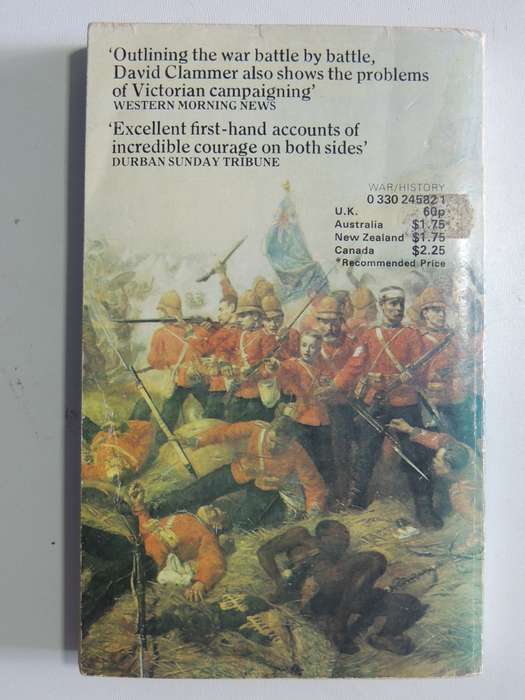 ‘Outlining the war battle by battle,
David Clammer also shows the problems
of Victorian campaigning’
WESTERN MORNING NEWS
‘Excellent first-hand accounts of
incredible courage on both sides’
DURBAN SUNDAY TRIBUNE
WAR/HISTORY
0 330 24582 1
U.K. 60p
Australia $1.75*
New Zealand $1.75
Canada $2.25
*Recommended Price